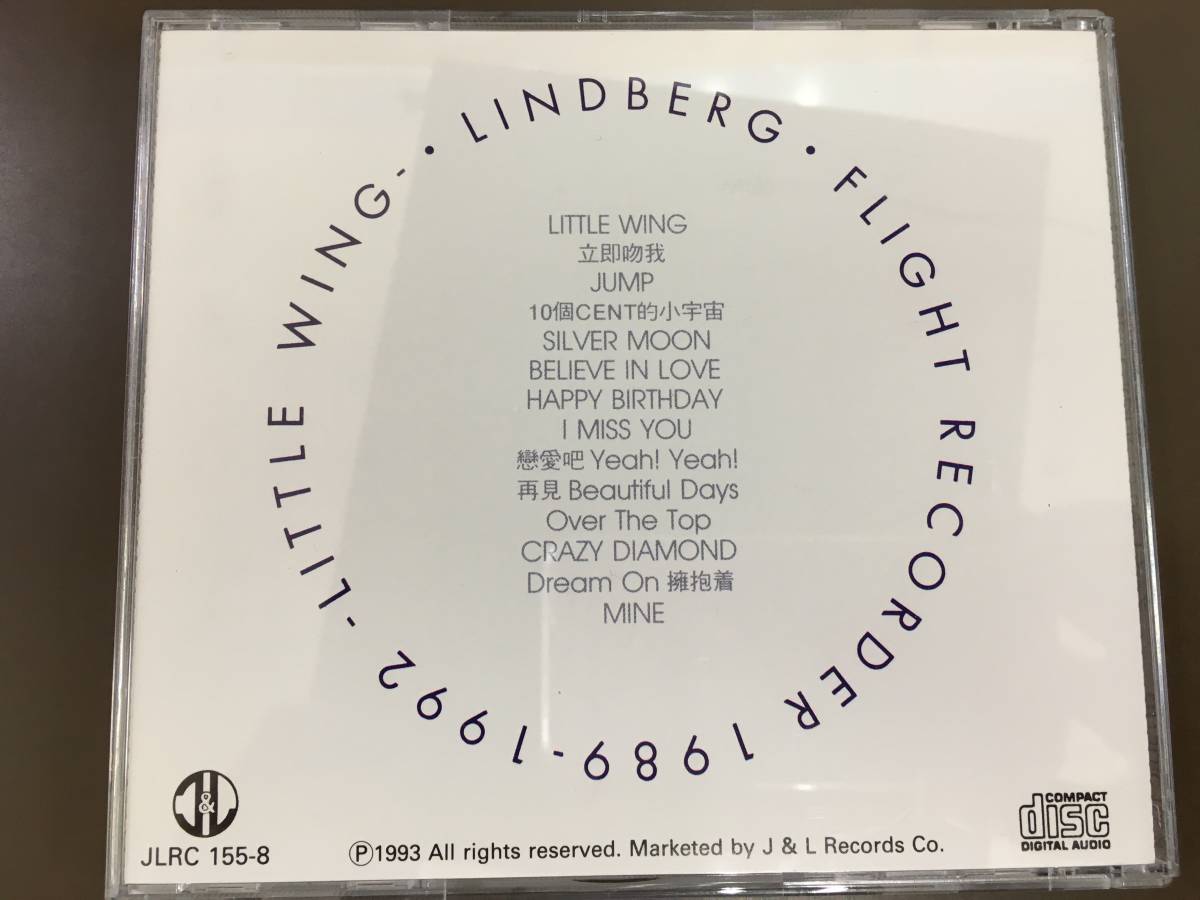 • LINDBERG • FLIGHT RECORDER 1989-1992 -LITTLE WING-
LITTLE WING
立即吻我
JUMP
10個CENT的小宇宙
SILVER MOON
BELIEVE IN LOVE
HAPPY BIRTHDAY
I MISS YOU
戀愛吧 Yeah! Yeah!
再見 Beautiful Days
Over The Top
CRAZY DIAMOND
Dream On 擁抱着
MINE
J&L
JLRC 155-8
Ⓟ1993 All rights reserved. Marketed by J & L Records Co.
COMPACT
disc
DIGITAL AUDIO